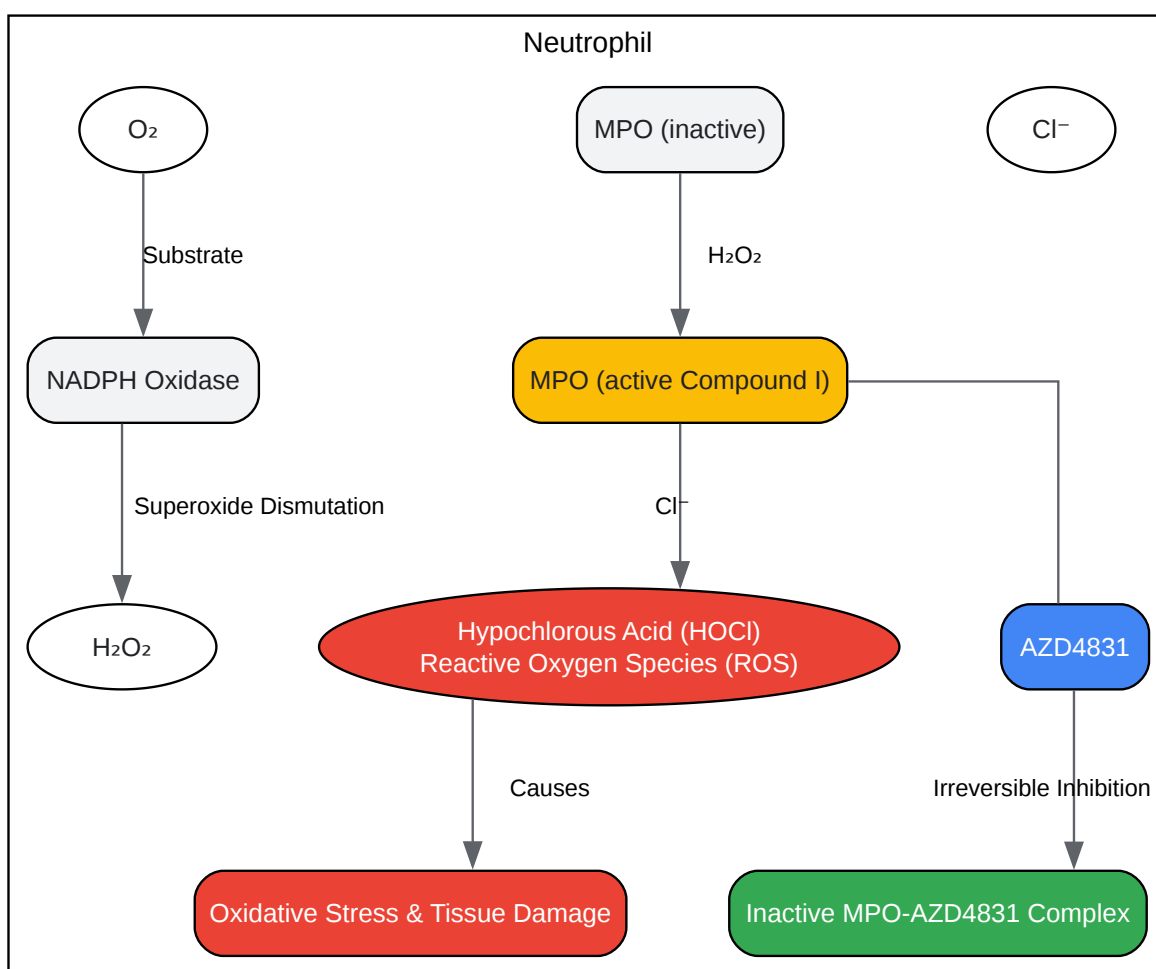 Neutrophil
O₂
MPO (inactive)
Cl⁻
Substrate
H₂O₂
NADPH Oxidase
MPO (active Compound I)
Superoxide Dismutation
Cl⁻
H₂O₂
Hypochlorous Acid (HOCl)
Reactive Oxygen Species (ROS)
AZD4831
Causes
Irreversible Inhibition
Oxidative Stress & Tissue Damage
Inactive MPO-AZD4831 Complex